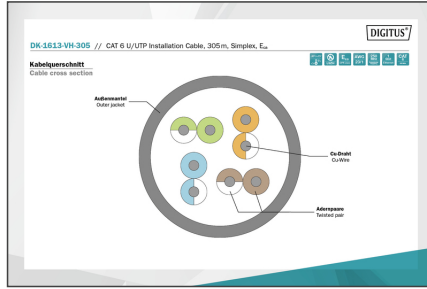 DIGITUS®
DK-1613-VH-305 // CAT 6 U/UTP Installation Cable, 305 m, Simplex, Eca
Kabelquerschnitt
Cable cross section
Außenmantel
Outer jacket
Cu-Draht
Cu-Wire
Adernpaare
Twisted pair